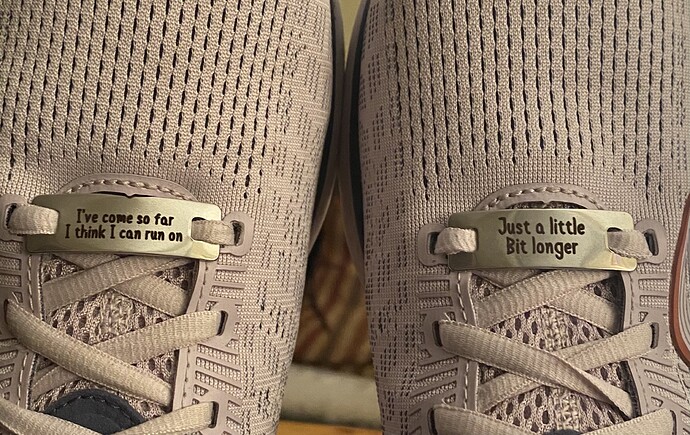 I've come so far
I think I can run on
Just a little
Bit longer